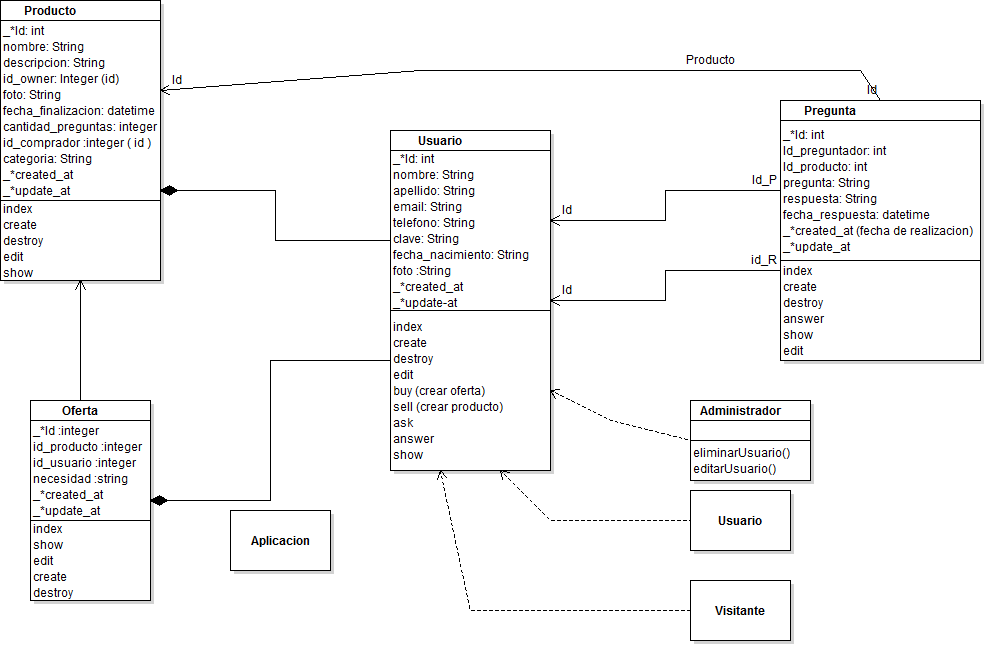 Producto
_*Id: int
nombre: String
descripcion: String
id_owner: Integer (id)
foto: String
fecha_finalizacion: datetime
cantidad_preguntas: integer
id_comprador :integer ( id )
categoria: String
_*created_at
_*update_at
index
create
destroy
edit
show
Id
Producto
Id
Pregunta
_*Id: int
Id_preguntador: int
Id_producto: int
pregunta: String
respuesta: String
fecha_respuesta: datetime
_*created_at (fecha de realizacion)
_*update_at
index
create
destroy
answer
show
edit
Id_P
Id
id_R
Id
Usuario
_*Id: int
nombre: String
apellido: String
email: String
telefono: String
clave: String
fecha_nacimiento: String
foto :String
_*created_at
_*update-at
index
create
destroy
edit
buy (crear oferta)
sell (crear producto)
ask
answer
show
Oferta
_*Id :integer
id_producto :integer
id_usuario :integer
necesidad :string
_*created_at
_*update_at
index
show
edit
create
destroy
Aplicacion
Administrador
eliminarUsuario()
editarUsuario()
Usuario
Visitante